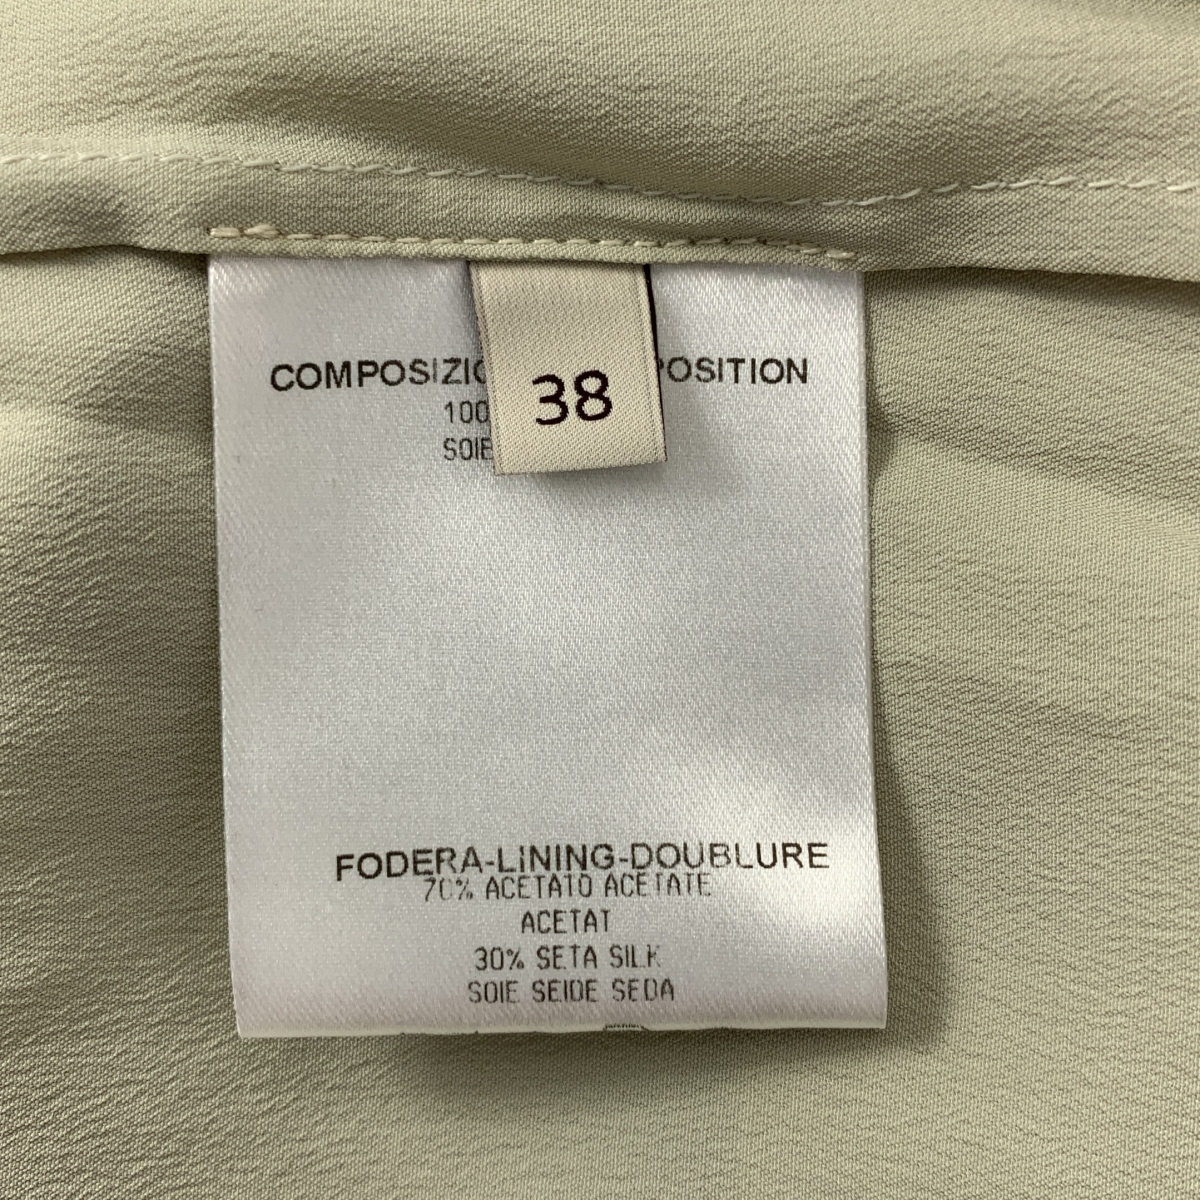 COMPOSIZIO POSITION
38
100
SOIE
FODERA-LINING-DOUBLURE
70% ACETATO ACETATE
ACETAT
30% SETA SILK
SOIE SEIDE SEDA